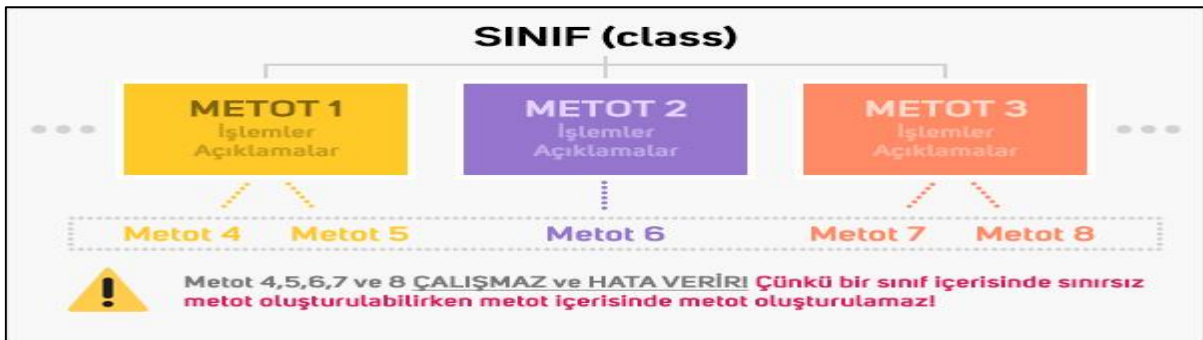 SINIF (class)
METOT 1 METOT 2 METOT 3
İşlemler İşlemler İşlemler
Açıklamalar Açıklamalar Açıklamalar
Metot 4 Metot 5 Metot 6 Metot 7 Metot 8
Metot 4,5,6,7 ve 8 ÇALIŞMAZ ve HATA VERİR! Çünkü bir sınıf içerisinde sınırsız
metot oluşturulabilirken metot içerisinde metot oluşturulamaz!